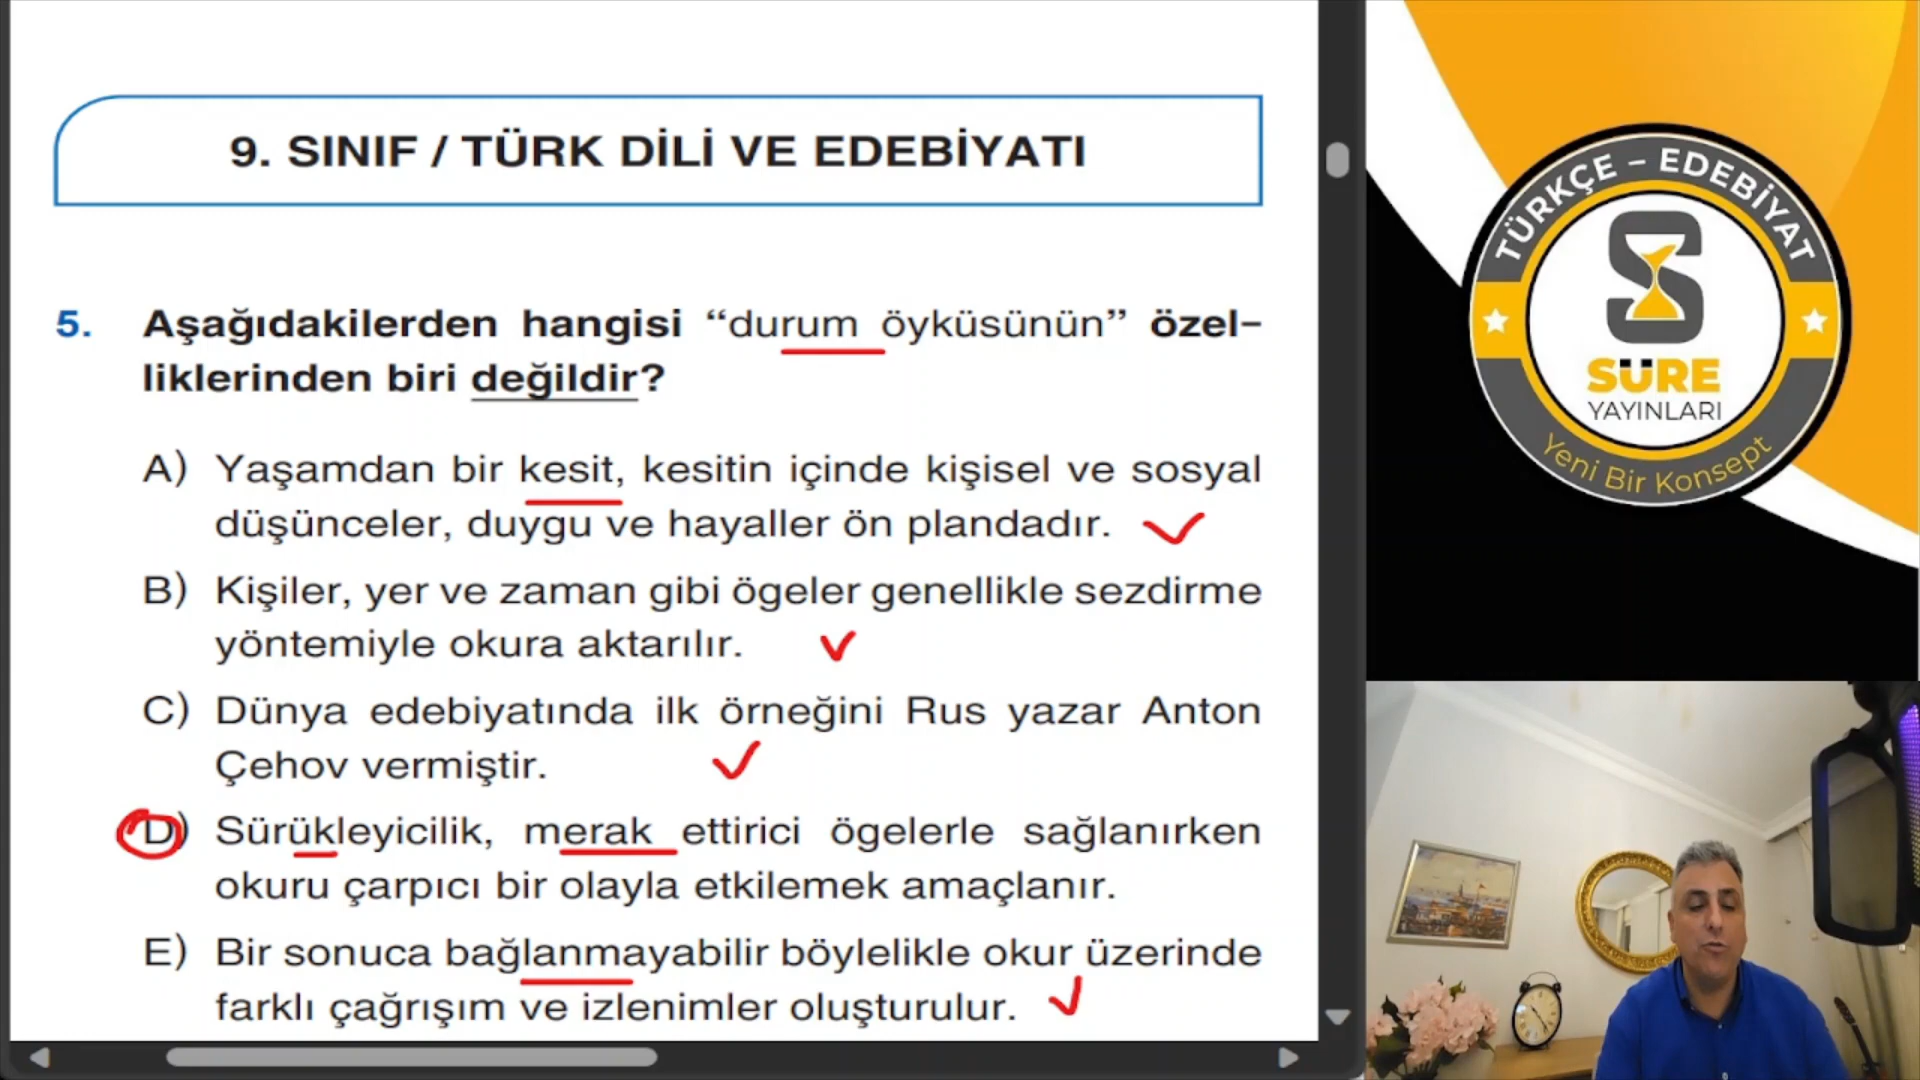 9. SINIF / TÜRK DİLİ VE EDEBİYATI
5. Aşağıdakilerden hangisi “durum öyküsünün” özel-
liklerinden biri değildir?
A) Yaşamdan bir kesit, kesitin içinde kişisel ve sosyal
düşünceler, duygu ve hayaller ön plandadır.
B) Kişiler, yer ve zaman gibi ögeler genellikle sezdirme
yöntemiyle okura aktarılır.
C) Dünya edebiyatında ilk örneğini Rus yazar Anton
Çehov vermiştir.
D) Sürükleyicilik, merak ettirici ögelerle sağlanırken
okuru çarpıcı bir olayla etkilemek amaçlanır.
E) Bir sonuca bağlanmayabilir böylelikle okur üzerinde
farklı çağrışım ve izlenimler oluşturulur.
TÜRKÇE – EDEBİYAT
S
SÜRE
YAYINLARI
Yeni Bir Konsept